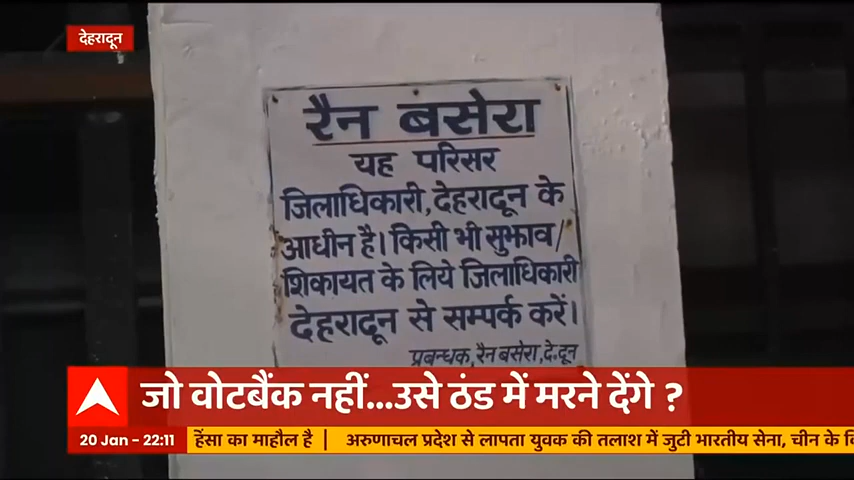 देहरादून
रैन बसेरा
यह परिसर
जिलाधिकारी,देहरादून के
आधीन है। किसी भी सुझाव/
शिकायत के लिये जिलाधिकारी
देहरादून से सम्पर्क करें।
प्रबन्धक,रैन बसेरा,दे०दून
जो वोटबैंक नहीं...उसे ठंड में मरने देंगे ?
20 Jan - 22:11
हिंसा का माहौल है | अरुणाचल प्रदेश से लापता युवक की तलाश में जुटी भारतीय सेना, चीन के